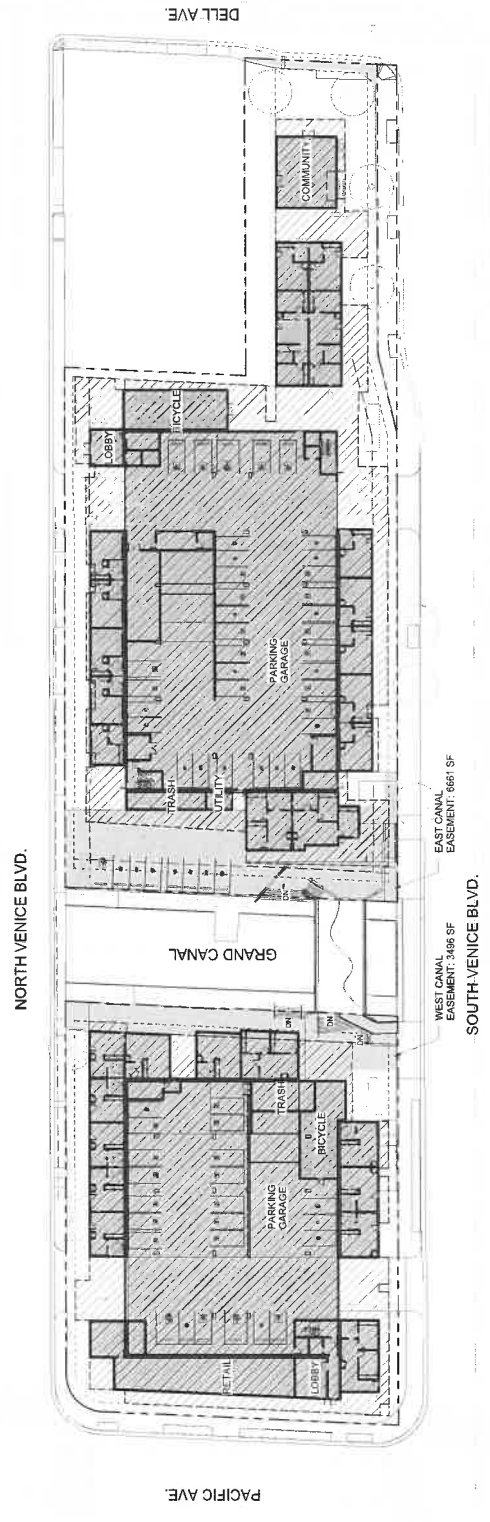 DELL AVE.
COMMUNITY
BICYCLE
LOBBY
PARKING
GARAGE
TRASH
UTILITY
NORTH VENICE BLVD.
EAST CANAL
EASEMENT: 6661 SF
DN
GRAND CANAL
SOUTH VENICE BLVD.
WEST CANAL
EASEMENT: 3496 SF
DN
DN
DN
TRASH
BICYCLE
PARKING
GARAGE
RETAIL
LOBBY
PACIFIC AVE.